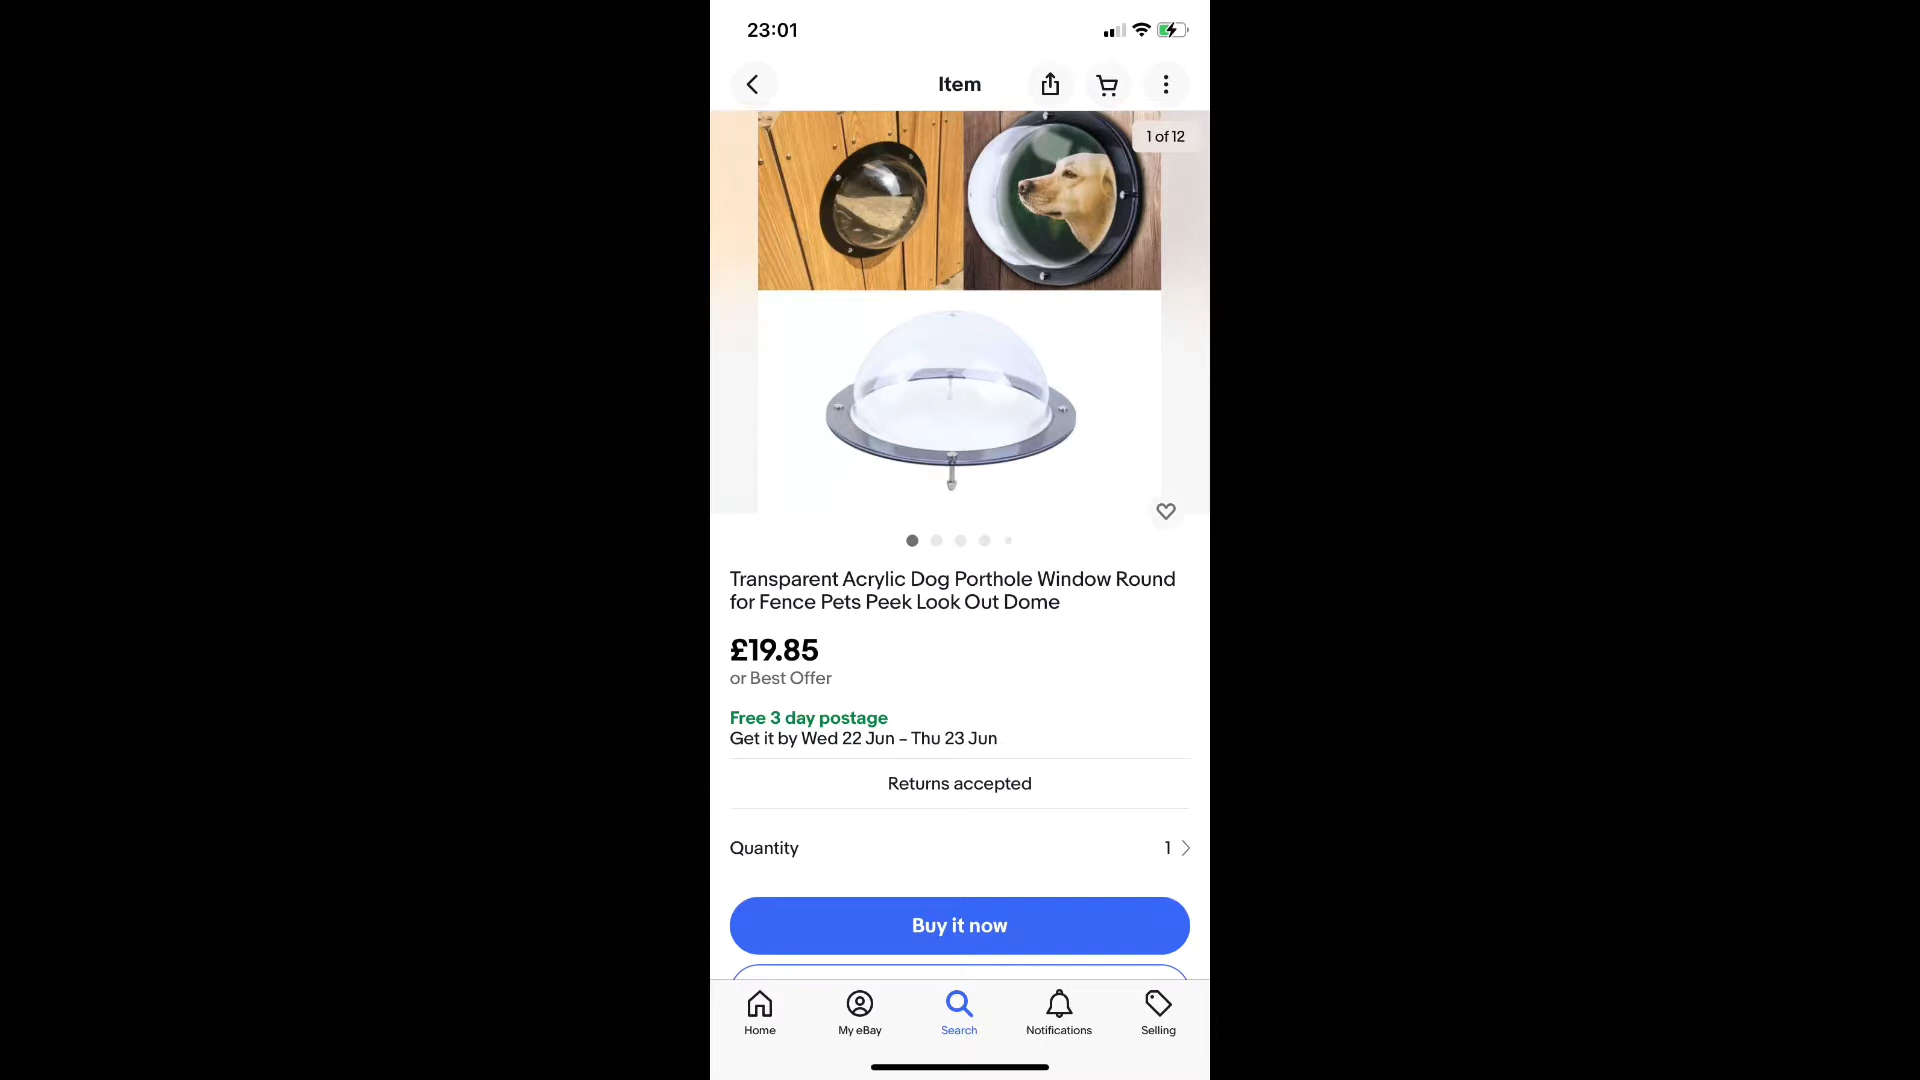 23:01
Item
1 of 12
Transparent Acrylic Dog Porthole Window Round
for Fence Pets Peek Look Out Dome
£19.85
or Best Offer
Free 3 day postage
Get it by Wed 22 Jun – Thu 23 Jun
Returns accepted
Quantity 1
Buy it now
Home My eBay Search Notifications Selling